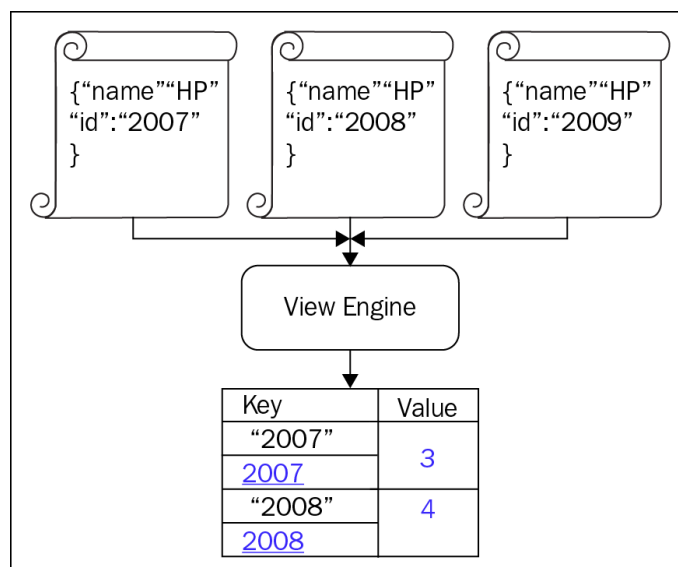 {“name”“HP”
“id”:“2007”
}
{“name”“HP”
“id”:“2008”
}
{“name”“HP”
“id”:“2009”
}
View Engine
Key Value
“2007”
3
2007
“2008”
4
2008